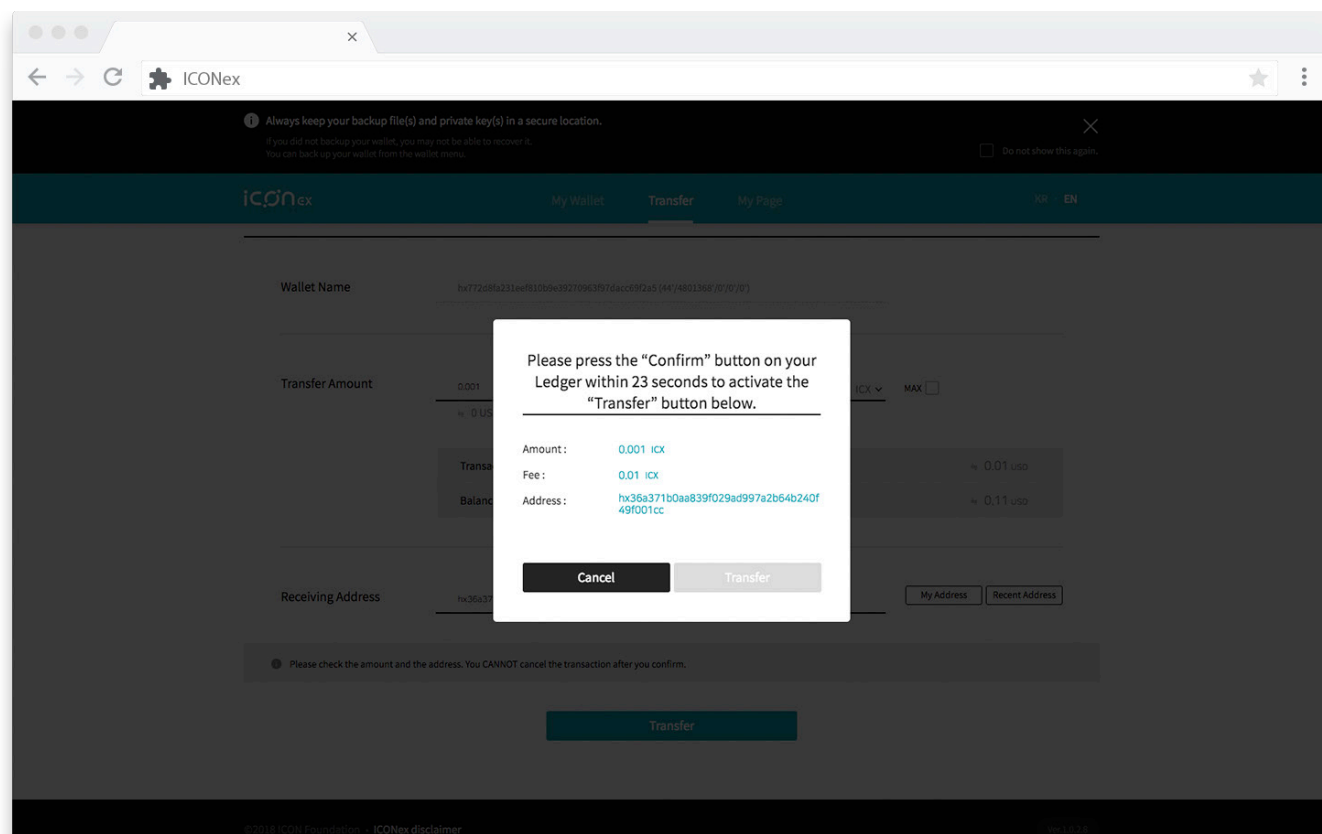 ICONex
Always keep your backup file(s) and private key(s) in a secure location.
If you did not backup your wallet, you may not be able to recover it.
You can back up your wallet from the wallet menu.
Do not show this again.
iconex
My Wallet
Transfer
My Page
KR
EN
Wallet Name
Please press the “Confirm” button on your
Ledger within 23 seconds to activate the
“Transfer” button below.
Transfer Amount
0.001
ICX
MAX
≒ 0 US
Amount :
0.001 ICX
Transa
≒ 0.01 USD
Fee :
0.01 ICX
Balanc
≒ 0.11 USD
Address :
hx36a371b0aa839f029ad997a2b64b240f
49f001cc
Cancel
Transfer
Receiving Address
hx36a37
My Address
Recent Address
Please check the amount and the address. You CANNOT cancel the transaction after you confirm.
Transfer
©2018 ICON Foundation - ICONex disclaimer